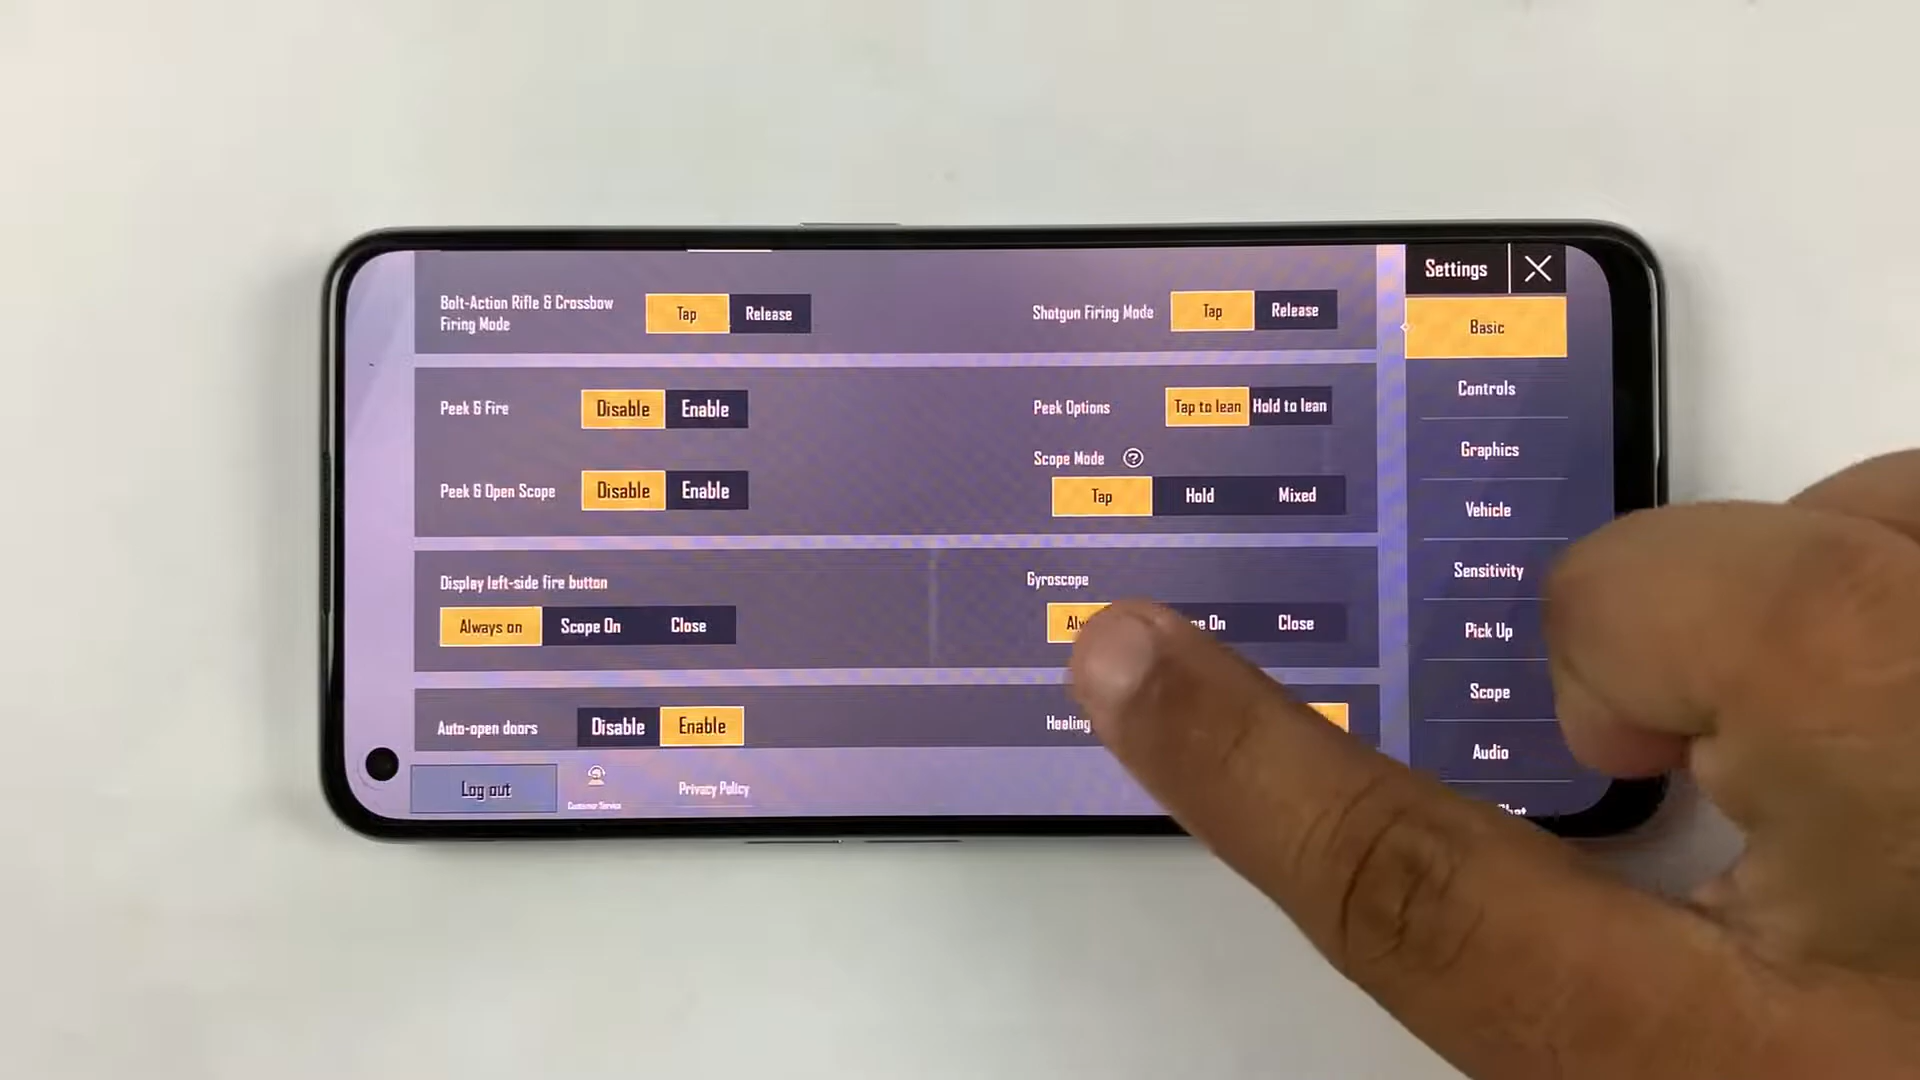 Settings
Bolt-Action Rifle & Crossbow
Firing Mode
Tap
Release
Shotgun Firing Mode
Tap
Release
Basic
Peek & Fire
Disable
Enable
Peek Options
Tap to lean
Hold to lean
Controls
Scope Mode ?
Graphics
Peek & Open Scope
Disable
Enable
Tap
Hold
Mixed
Vehicle
Display left-side fire button
Gyroscope
Sensitivity
Always on
Scope On
Close
On
Close
Pick Up
Scope
Auto-open doors
Disable
Enable
Healing
Audio
Log out
Customer Service
Privacy Policy